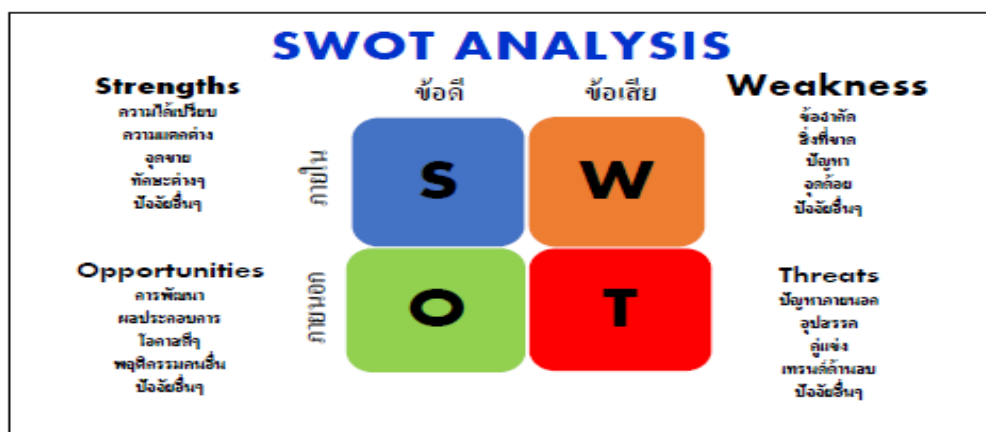 SWOT ANALYSIS
Strengths
ความได้เปรียบ
ความแตกต่าง
จุดขาย
ทักษะต่างๆ
ปัจจัยอื่นๆ
ข้อดี
ข้อเสีย
Weakness
ข้อจำกัด
สิ่งที่ขาด
ปัญหา
จุดด้อย
ปัจจัยอื่นๆ
ภายใน
S
W
Opportunities
การพัฒนา
ผลประกอบการ
โอกาสที่ๆ
พฤติกรรมคนอื่น
ปัจจัยอื่นๆ
ภายนอก
O
T
Threats
ปัญหาภายนอก
อุปสรรค
คู่แข่ง
เทรนด์ด้านลบ
ปัจจัยอื่นๆ